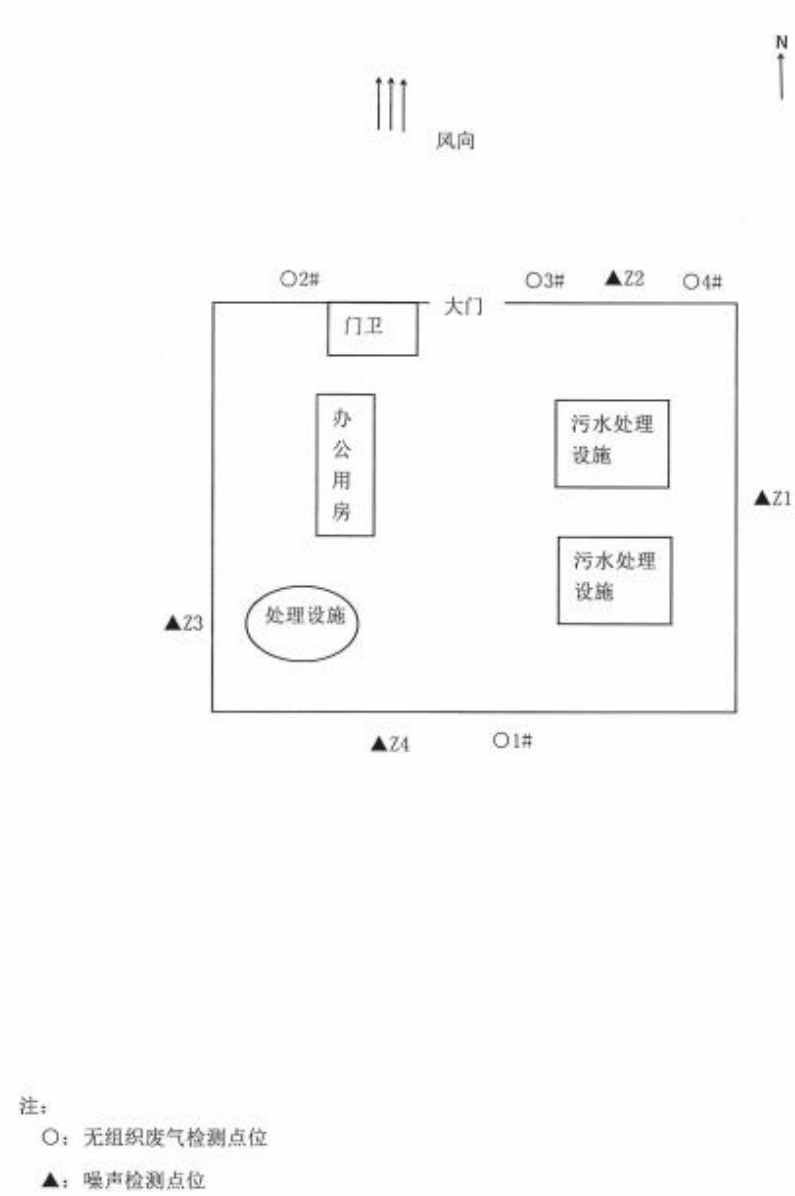 N
风向
○2#
○3#
▲Z2
○4#
大门
门卫
办
公
用
房
污水处理
设施
▲Z1
污水处理
设施
处理设施
▲Z3
▲Z4
○1#
注：
○：无组织废气检测点位
▲：噪声检测点位